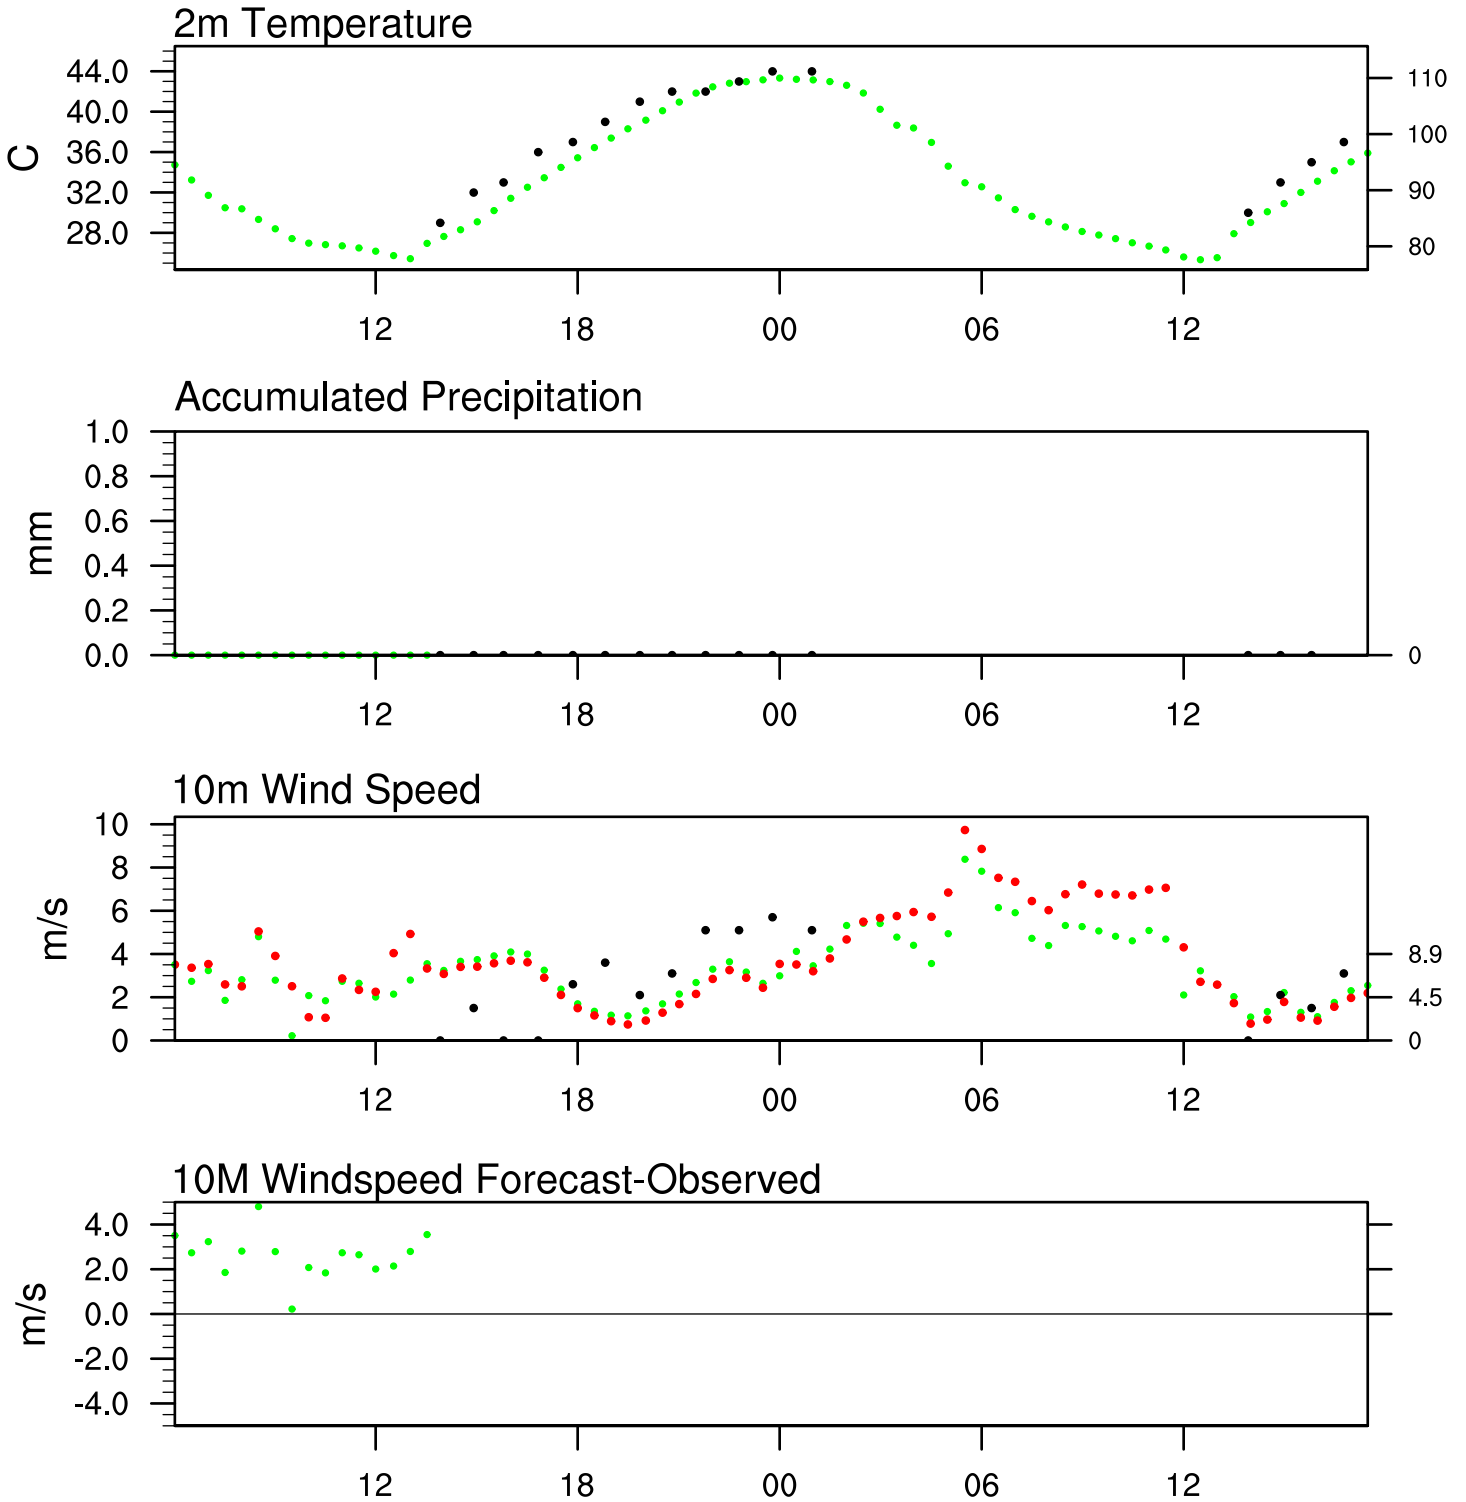 2m Temperature
44.0
40.0
36.0
32.0
28.0
C
110
100
90
80
12 18 00 06 12
Accumulated Precipitation
1.0
0.8
0.6
0.4
0.2
0.0
mm
0
12 18 00 06 12
10m Wind Speed
10
8
6
4
2
0
m/s
8.9
4.5
0
12 18 00 06 12
10M Windspeed Forecast-Observed
4.0
2.0
0.0
-2.0
-4.0
m/s
12 18 00 06 12